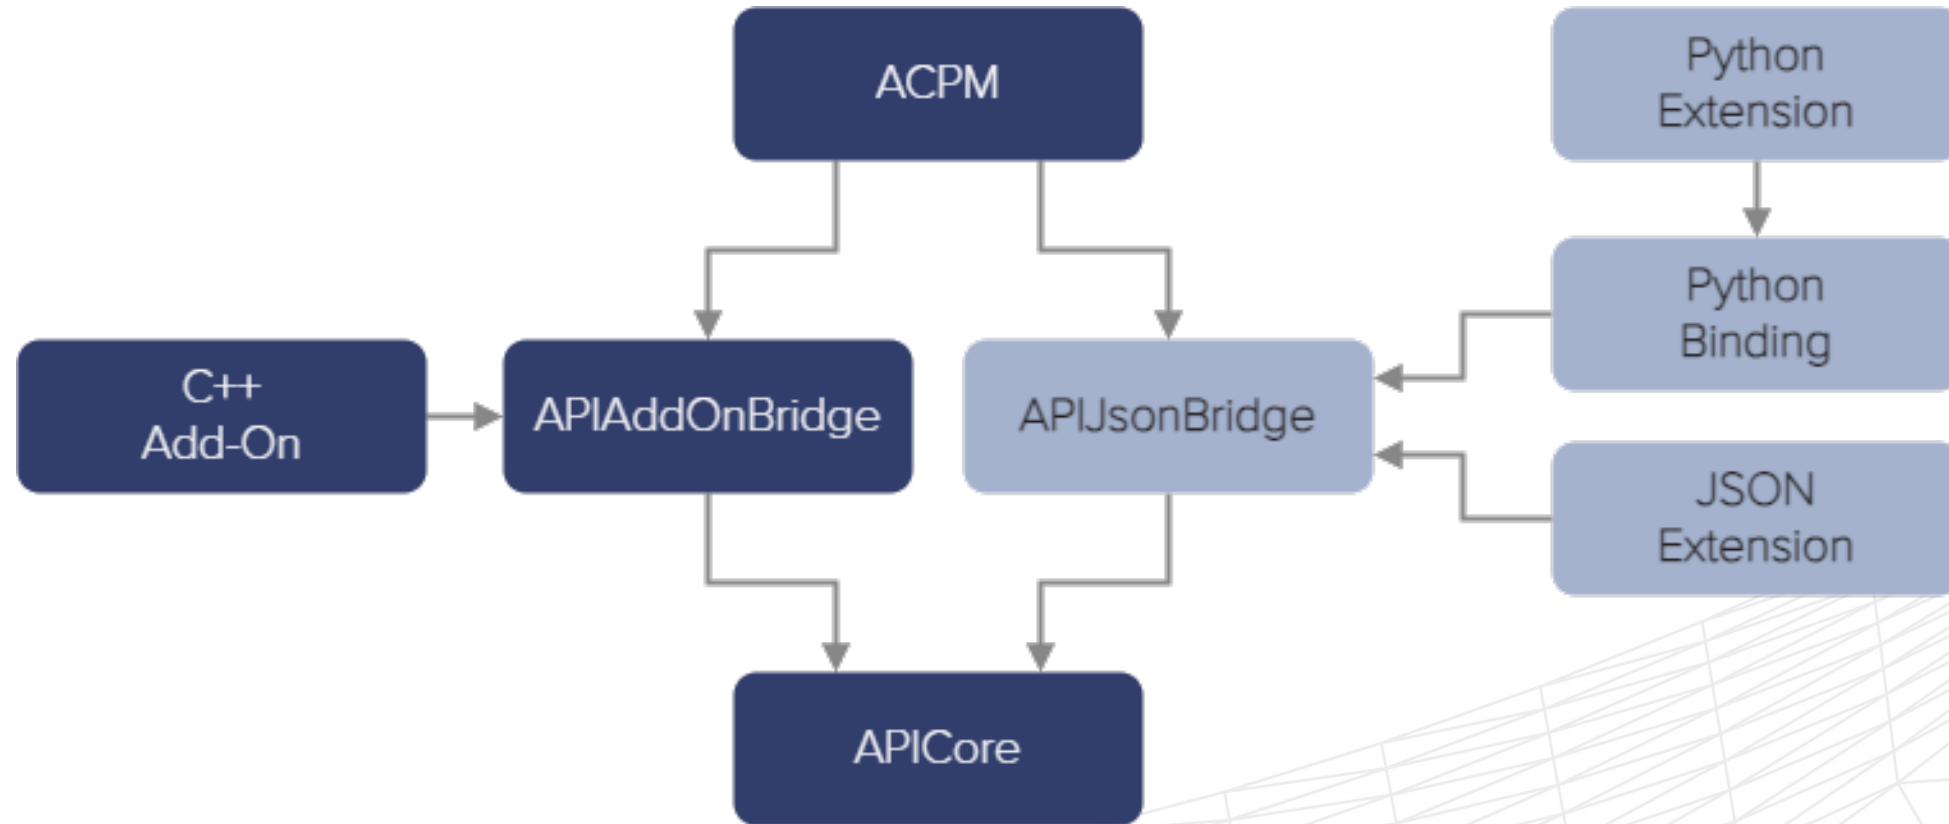 ACPM
Python
Extension
Python
Binding
C++
Add-On
APIAddOnBridge
APIJsonBridge
JSON
Extension
APICore